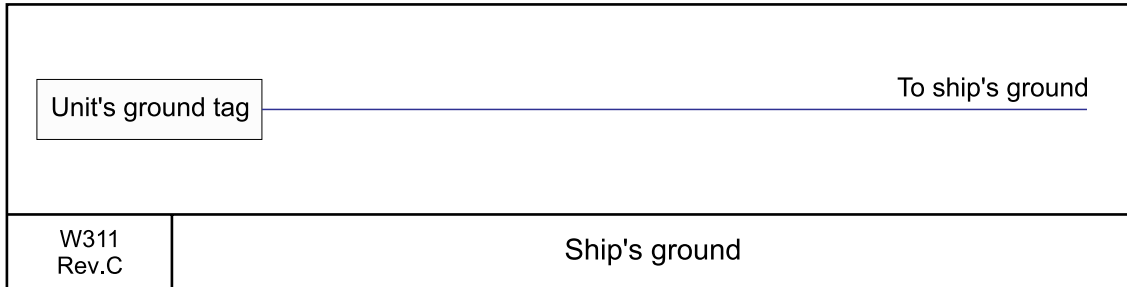 To ship's ground
Unit's ground tag
W311
Rev.C
Ship's ground